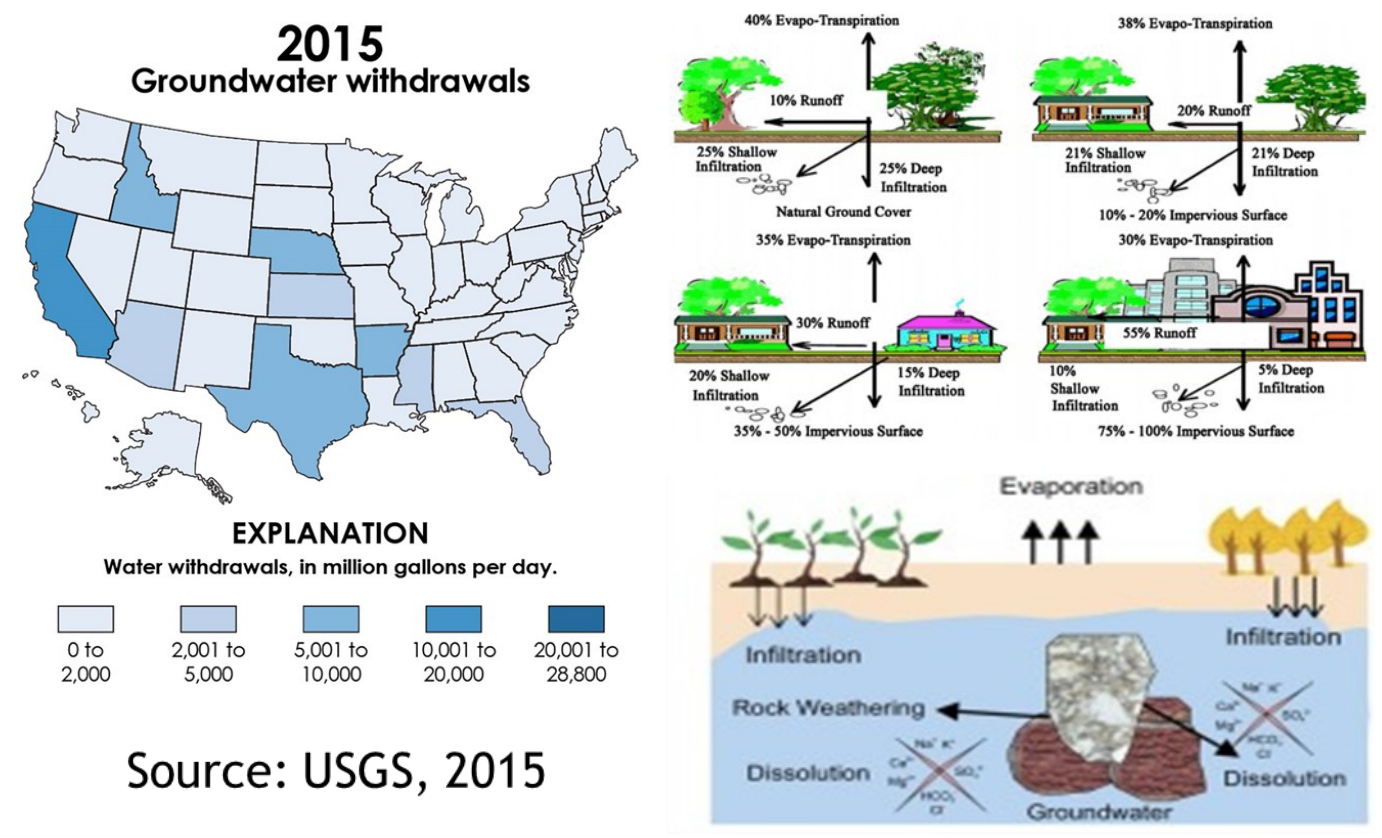 2015
Groundwater withdrawals
EXPLANATION
Water withdrawals, in million gallons per day.
0 to
2,000
2,001 to
5,000
5,001 to
10,000
10,001 to
20,000
20,001 to
28,800
Source: USGS, 2015
40% Evapo-Transpiration
10% Runoff
25% Shallow
Infiltration
25% Deep
Infiltration
Natural Ground Cover
38% Evapo-Transpiration
20% Runoff
21% Shallow
Infiltration
21% Deep
Infiltration
10% - 20% Impervious Surface
35% Evapo-Transpiration
30% Runoff
20% Shallow
Infiltration
15% Deep
Infiltration
35% - 50% Impervious Surface
30% Evapo-Transpiration
55% Runoff
10%
Shallow
Infiltration
5% Deep
Infiltration
75% - 100% Impervious Surface
Evaporation
Infiltration
Infiltration
Rock Weathering
Dissolution
Dissolution
Groundwater